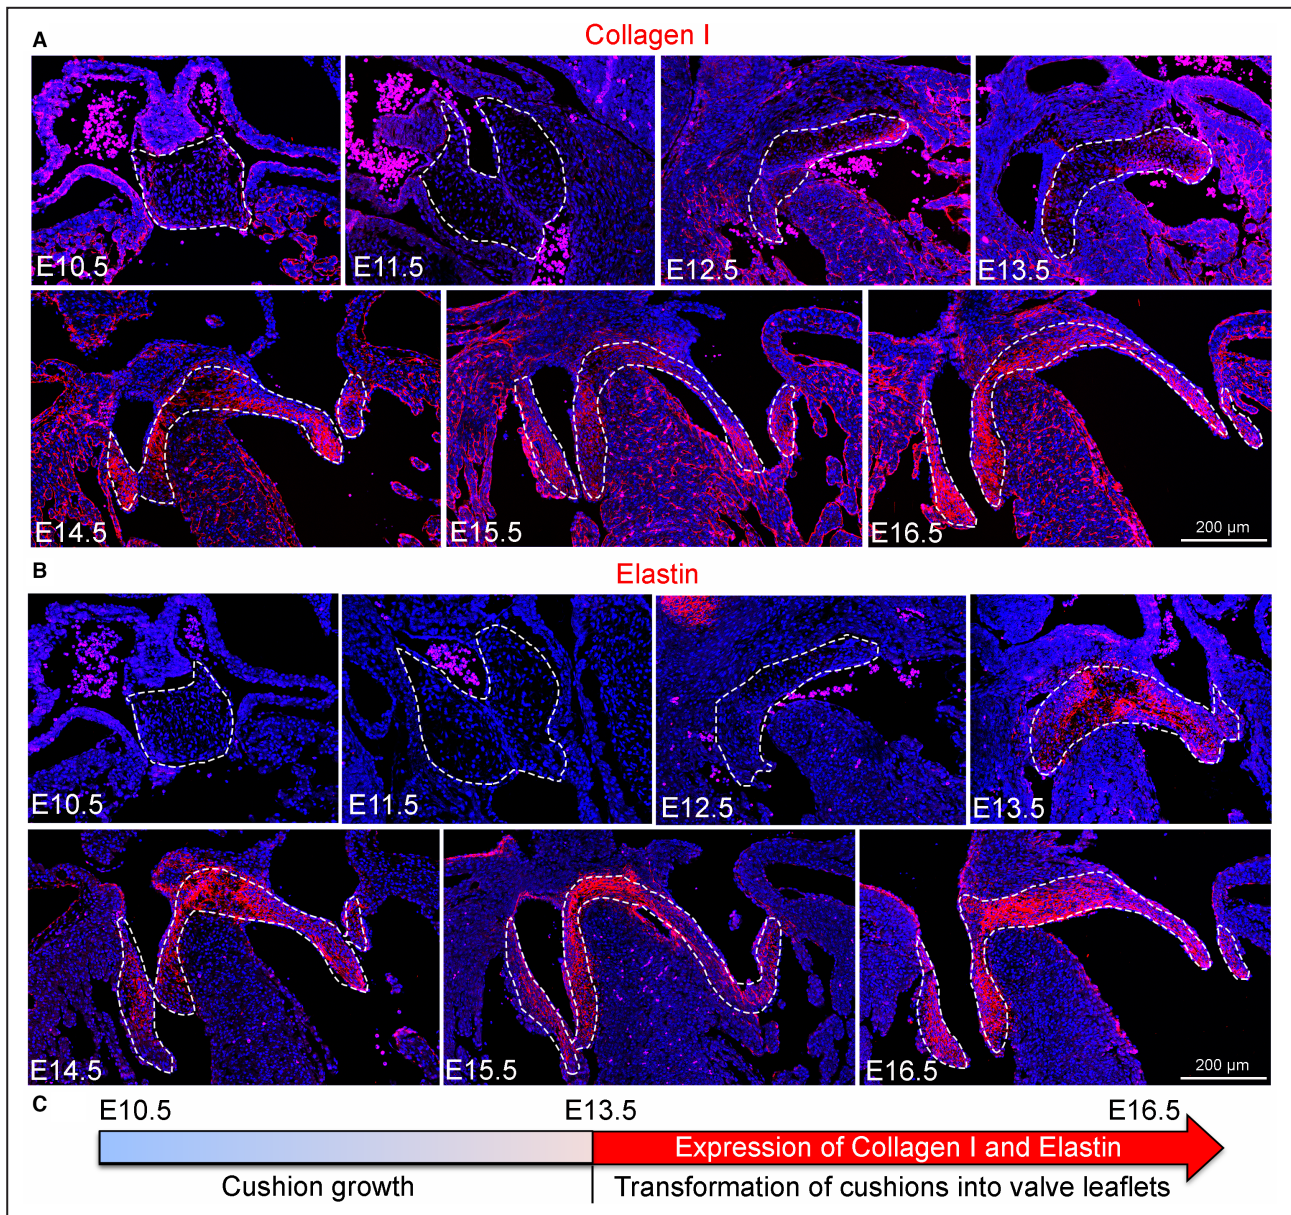 A
Collagen I
E10.5
E11.5
E12.5
E13.5
E14.5
E15.5
E16.5
200 µm
B
Elastin
E10.5
E11.5
E12.5
E13.5
E14.5
E15.5
E16.5
200 µm
C
E10.5
E13.5
E16.5
Expression of Collagen I and Elastin
Cushion growth
Transformation of cushions into valve leaflets